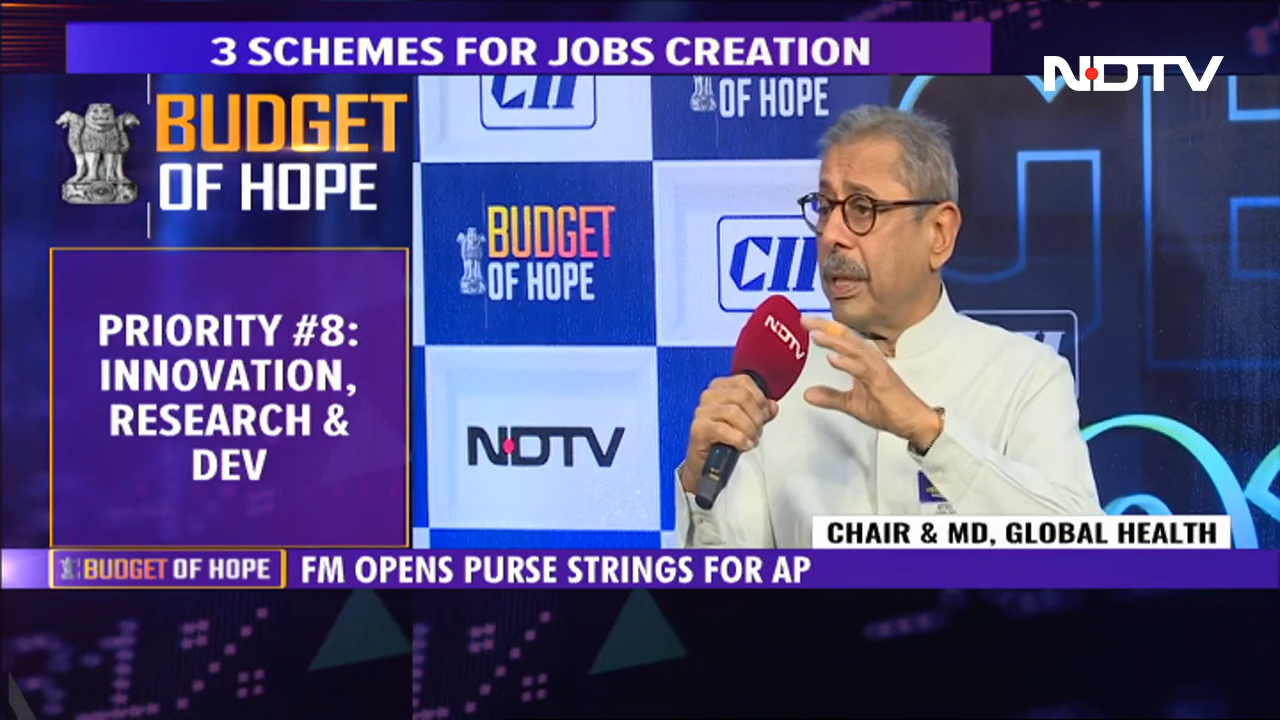 3 SCHEMES FOR JOBS CREATION
NDTV
BUDGET
OF HOPE
PRIORITY #8:
INNOVATION,
RESEARCH &
DEV
CII
OF HOPE
BUDGET
OF HOPE
CII
NDTV
NDTV
CHAIR & MD, GLOBAL HEALTH
BUDGET OF HOPE
FM OPENS PURSE STRINGS FOR AP